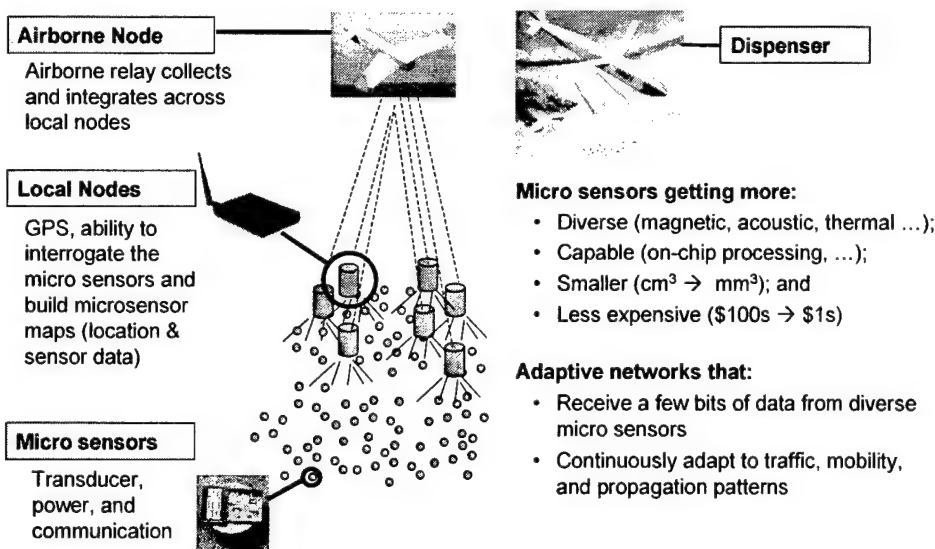 Airborne Node
Airborne relay collects
and integrates across
local nodes
Dispenser
Local Nodes
GPS, ability to
interrogate the
micro sensors and
build microsensor
maps (location &
sensor data)
Micro sensors
Transducer,
power, and
communication
Micro sensors getting more:
• Diverse (magnetic, acoustic, thermal ...);
• Capable (on-chip processing, ...);
• Smaller (cm³ → mm³); and
• Less expensive ($100s → $1s)
Adaptive networks that:
• Receive a few bits of data from diverse
micro sensors
• Continuously adapt to traffic, mobility,
and propagation patterns